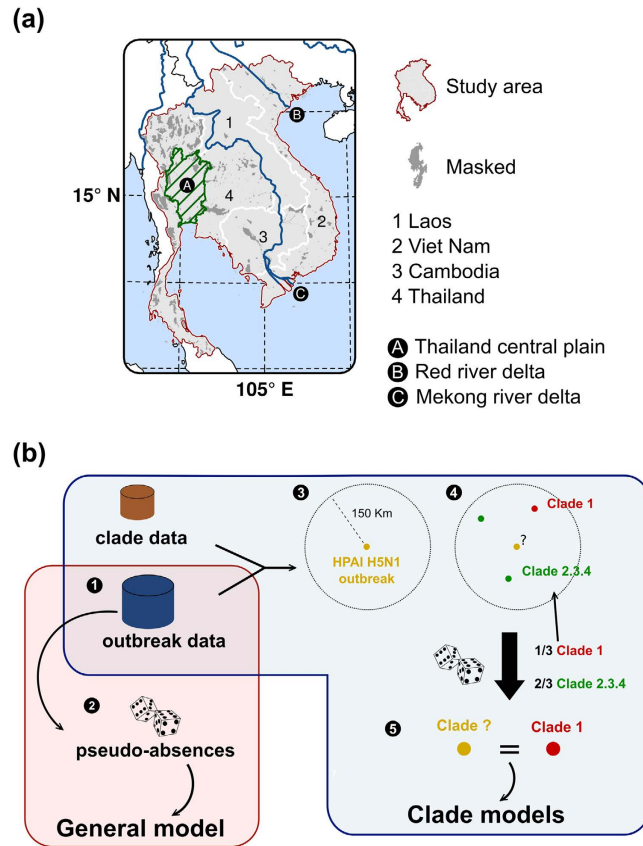 (a)
1
B
A
15° N
4
2
3
C
105° E
Study area
Masked
1 Laos
2 Viet Nam
3 Cambodia
4 Thailand
A Thailand central plain
B Red river delta
C Mekong river delta
(b)
clade data
3
150 Km
HPAI H5N1
outbreak
4
Clade 1
?
Clade 2.3.4
1
outbreak data
1/3 Clade 1
2/3 Clade 2.3.4
2
pseudo-absences
5
Clade ?
=
Clade 1
General model
Clade models